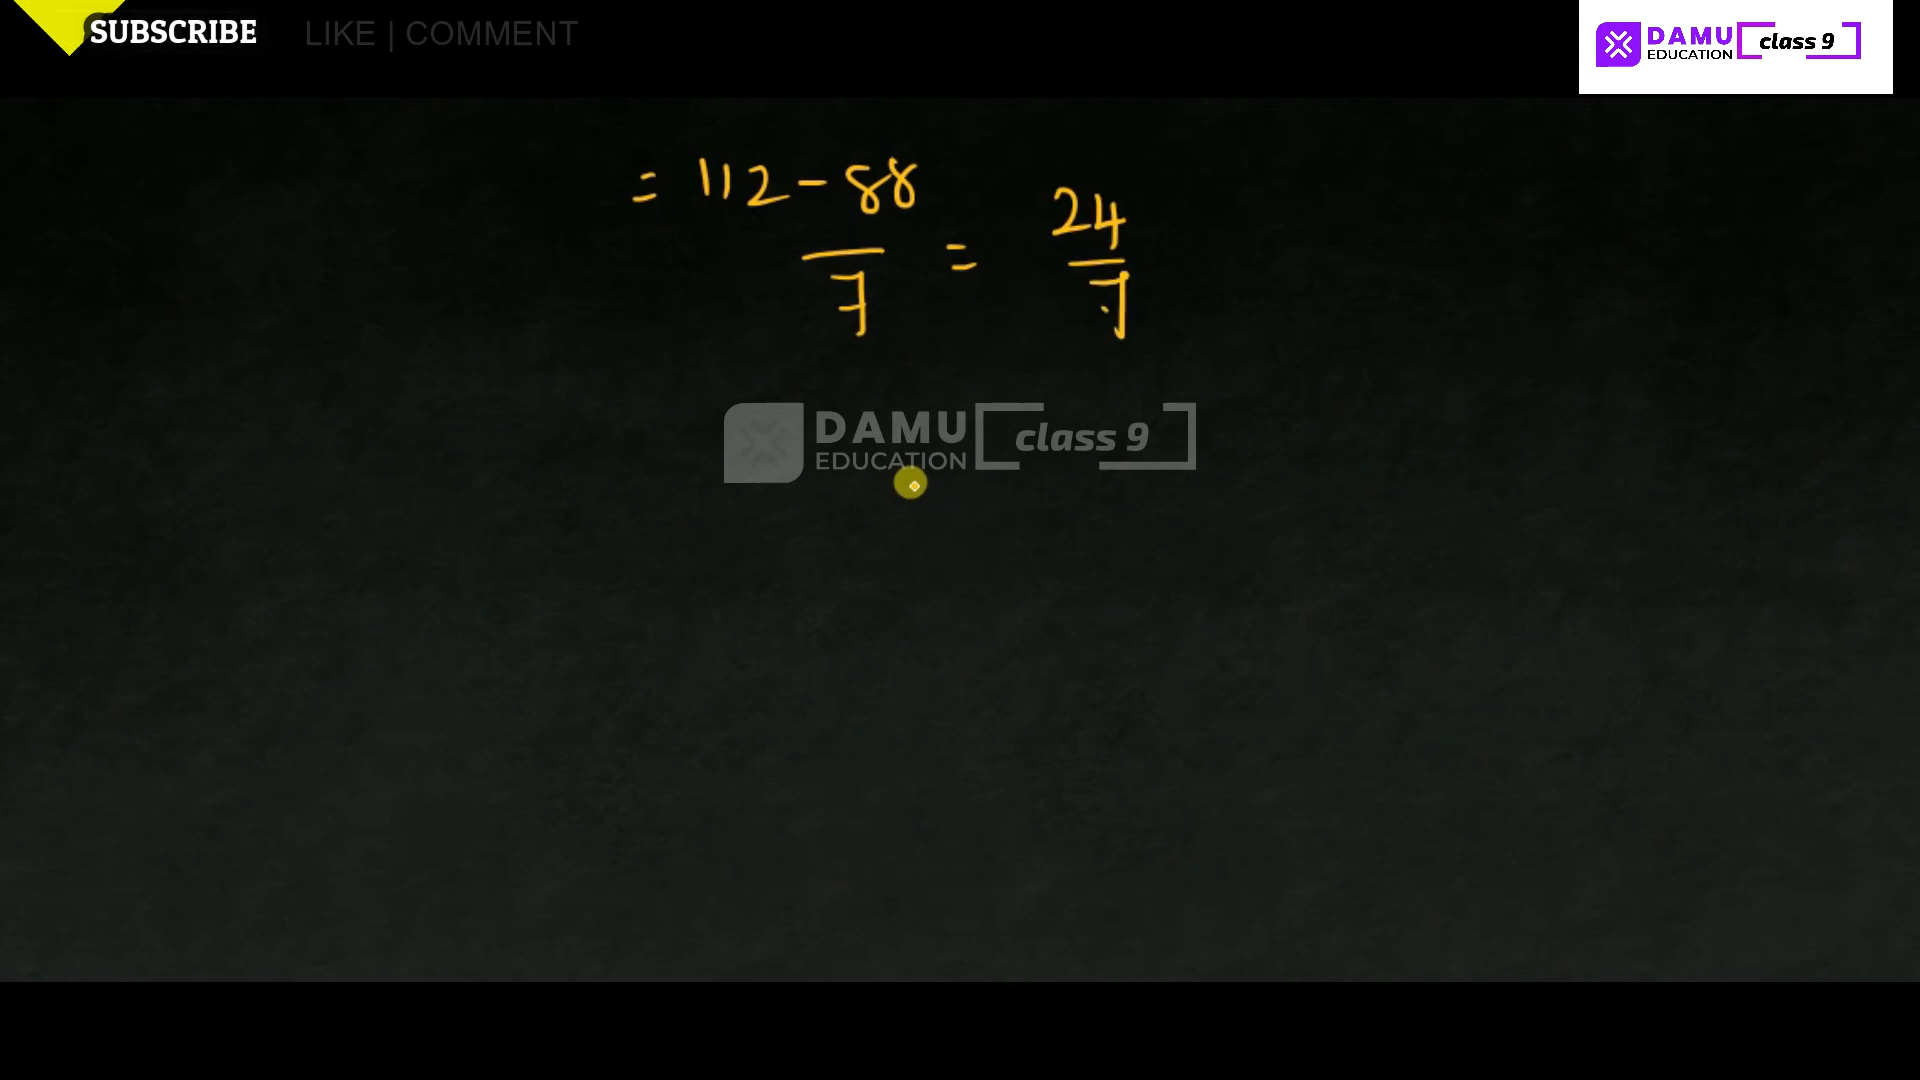 SUBSCRIBE LIKE | COMMENT
DAMU EDUCATION class 9
= 112 - 88
24
=
7
7
DAMU class 9
EDUCATION